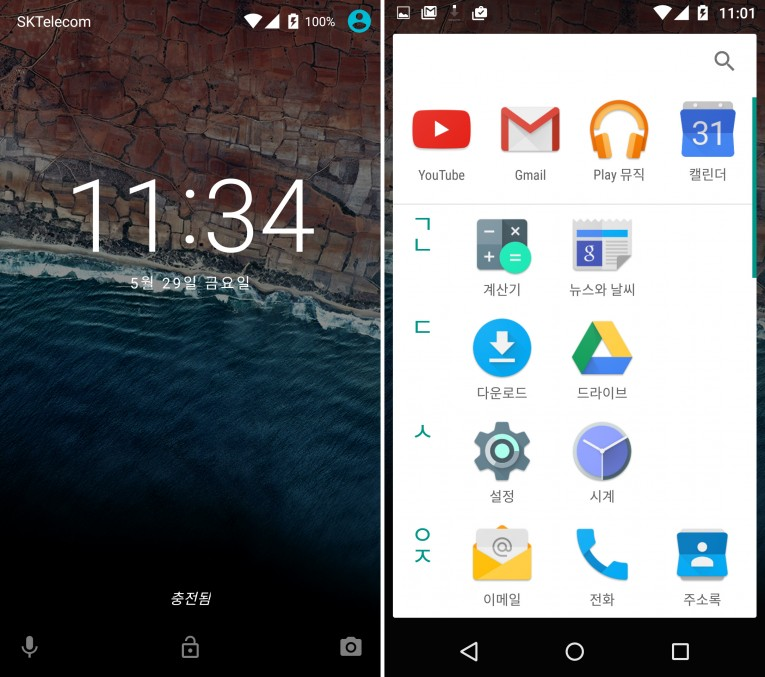 SKTelecom
100%
11:34
5월 29일 금요일
충전됨
11:01
31
YouTube
Gmail
Play 뮤직
캘린더
ㄱ
ㄴ
계산기
뉴스와 날씨
ㄷ
다운로드
드라이브
ㅅ
설정
시계
ㅇ
ㅈ
이메일
전화
주소록